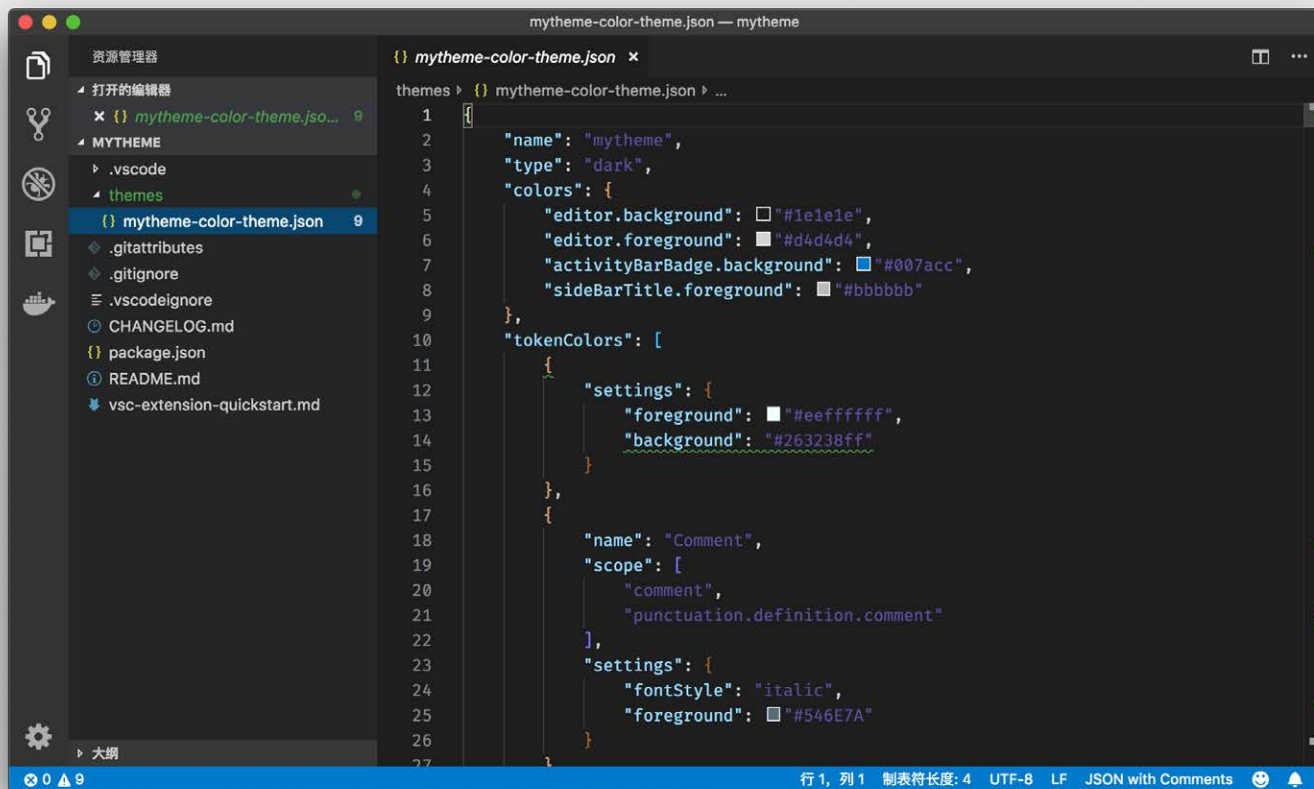 mytheme-color-theme.json — mytheme
资源管理器
打开的编辑器
{} mytheme-color-theme.jso... 9
MYTHEME
.vscode
themes
{} mytheme-color-theme.json 9
.gitattributes
.gitignore
.vscodeignore
CHANGELOG.md
{} package.json
README.md
vsc-extension-quickstart.md
大纲
{} mytheme-color-theme.json ×
themes {} mytheme-color-theme.json ...
1 {
2 "name": "mytheme",
3 "type": "dark",
4 "colors": {
5 "editor.background": "#1e1e1e",
6 "editor.foreground": "#d4d4d4",
7 "activityBarBadge.background": "#007acc",
8 "sideBarTitle.foreground": "#bbbbbb"
9 },
10 "tokenColors": [
11 {
12 "settings": {
13 "foreground": "#eeffffff",
14 "background": "#263238ff"
15 }
16 },
17 {
18 "name": "Comment",
19 "scope": [
20 "comment",
21 "punctuation.definition.comment"
22 ],
23 "settings": {
24 "fontStyle": "italic",
25 "foreground": "#546E7A"
26 }
27 }
0 9
行 1，列 1 制表符长度: 4 UTF-8 LF JSON with Comments